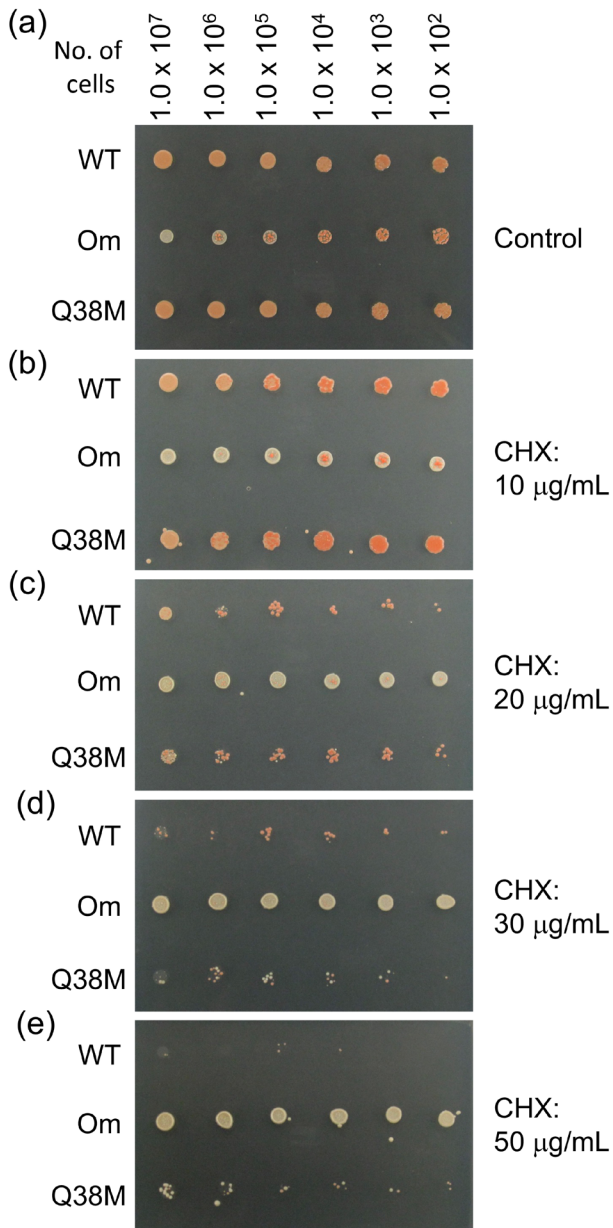 (a)
No. of
cells
1.0 x 10⁷
1.0 x 10⁶
1.0 x 10⁵
1.0 x 10⁴
1.0 x 10³
1.0 x 10²
WT
Om
Q38M
Control
(b)
WT
Om
Q38M
CHX:
10 μg/mL
(c)
WT
Om
Q38M
CHX:
20 μg/mL
(d)
WT
Om
Q38M
CHX:
30 μg/mL
(e)
WT
Om
Q38M
CHX:
50 μg/mL